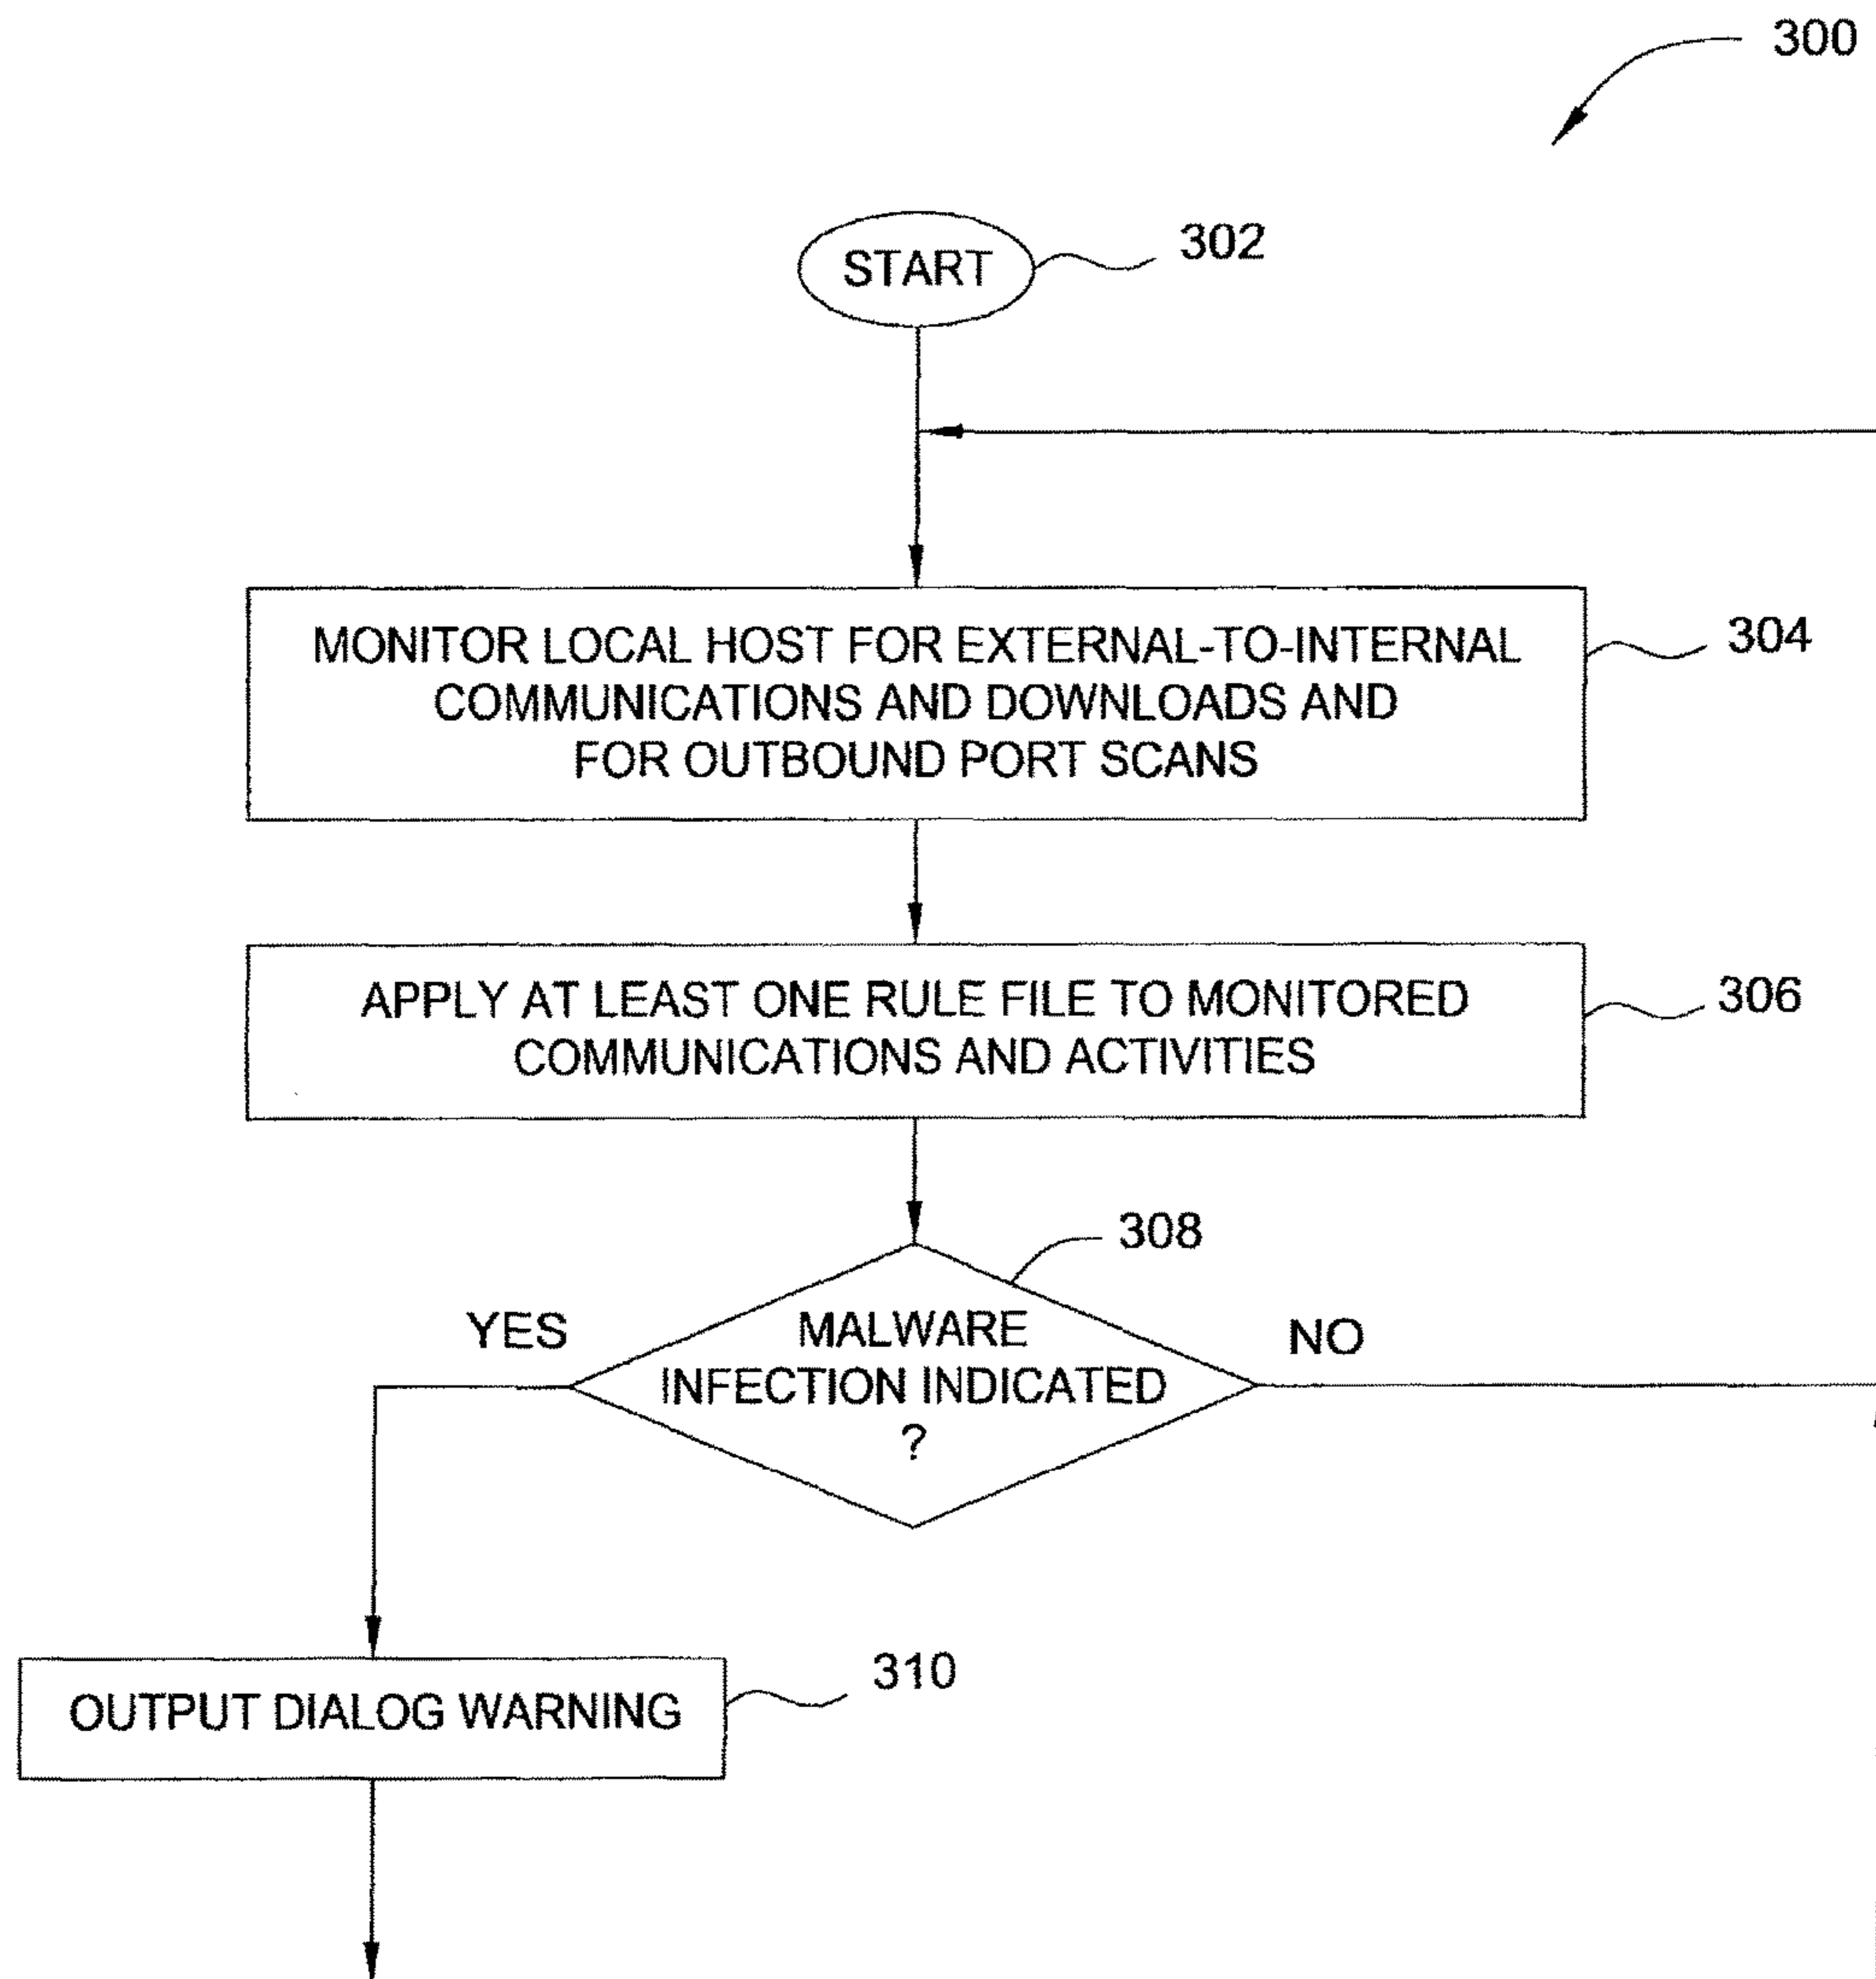 300
START
302
MONITOR LOCAL HOST FOR EXTERNAL-TO-INTERNAL
COMMUNICATIONS AND DOWNLOADS AND
FOR OUTBOUND PORT SCANS
304
APPLY AT LEAST ONE RULE FILE TO MONITORED
COMMUNICATIONS AND ACTIVITIES
306
308
YES
MALWARE
INFECTION INDICATED
?
NO
OUTPUT DIALOG WARNING
310